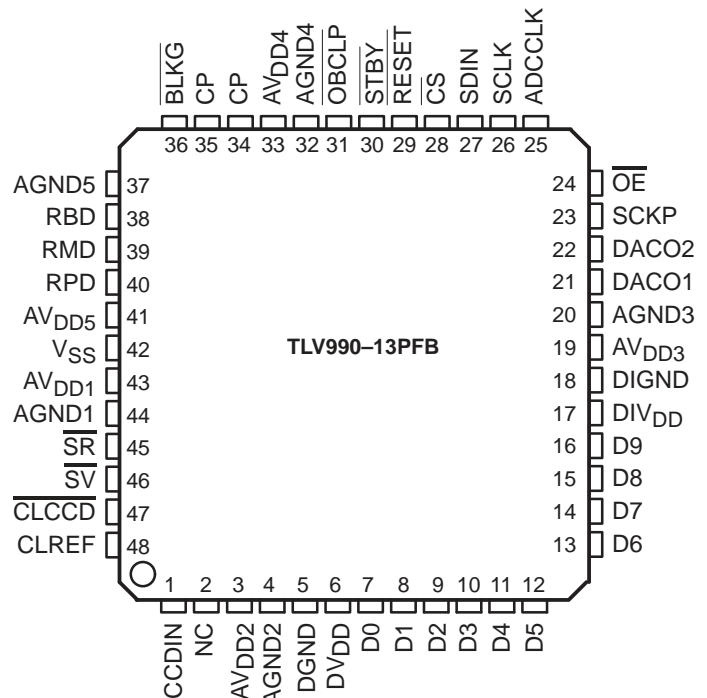 BLKG CP CP AVDD4 AGND4 OBCLP STBY RESET CS SDIN SCLK ADCCLK
36 35 34 33 32 31 30 29 28 27 26 25
AGND5 37 24 OE
RBD 38 23 SCKP
RMD 39 22 DACO2
RPD 40 21 DACO1
AVDD5 41 20 AGND3
VSS 42 TLV990–13PFB 19 AVDD3
AVDD1 43 18 DIGND
AGND1 44 17 DIVDD
SR 45 16 D9
SV 46 15 D8
CLCCD 47 14 D7
CLREF 48 13 D6
1 2 3 4 5 6 7 8 9 10 11 12
CCDIN NC AVDD2 AGND2 DGND DVDD D0 D1 D2 D3 D4 D5